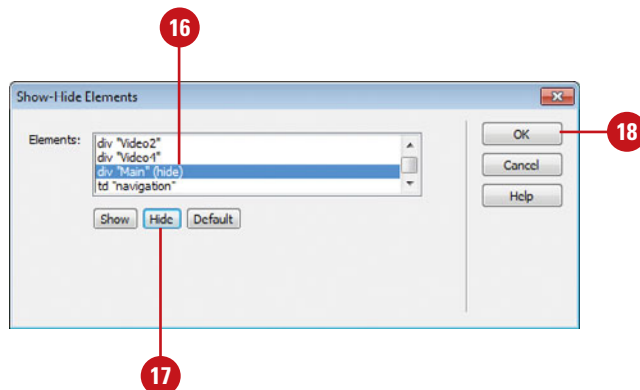 16
Show-Hide Elements
Elements:
div "Video2"
div "Video4"
div "Main" (hide)
td "navigation"
Show Hide Default
OK
Cancel
Help
18
17